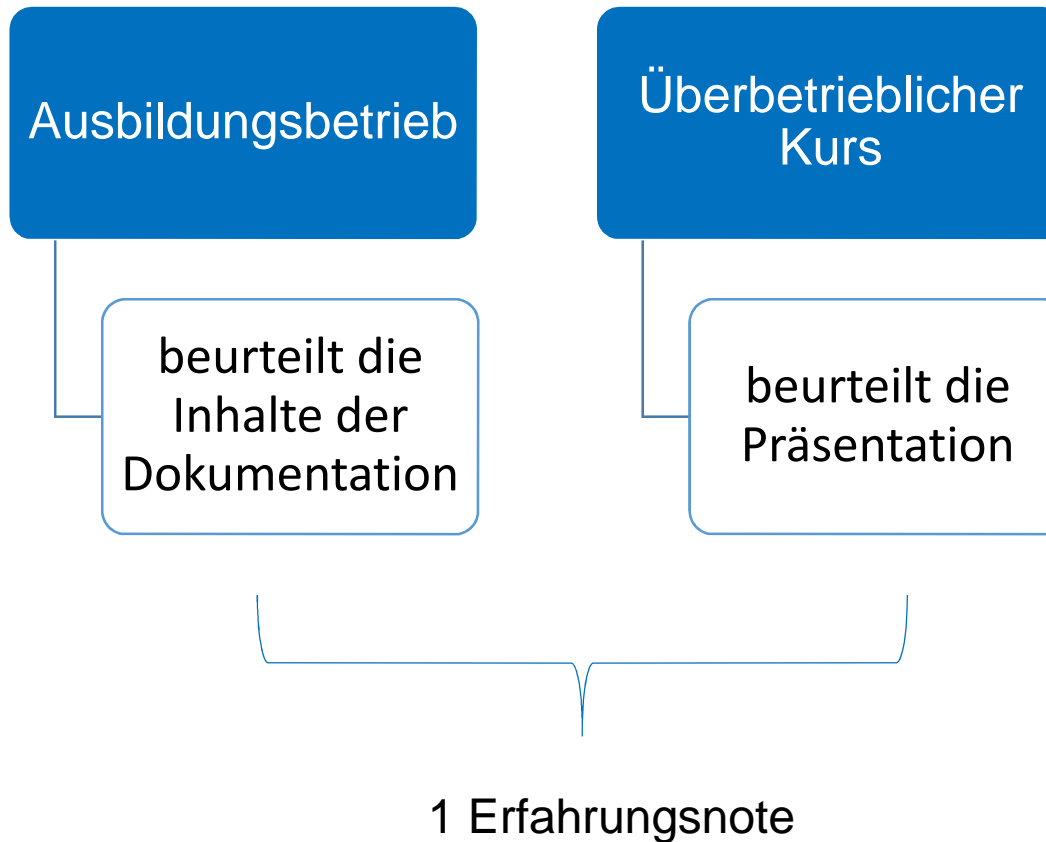 Ausbildungsbetrieb
Überbetrieblicher
Kurs
beurteilt die
Inhalte der
Dokumentation
beurteilt die
Präsentation
1 Erfahrungsnote